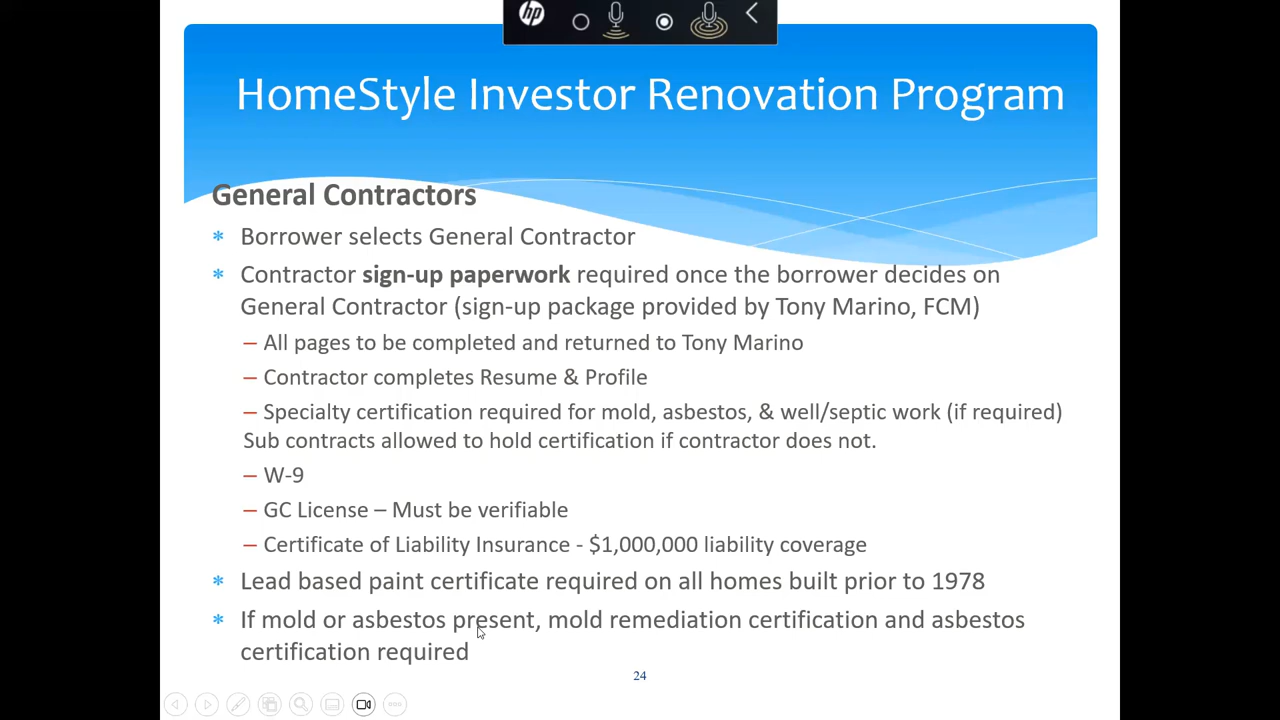 hp
HomeStyle Investor Renovation Program
General Contractors
* Borrower selects General Contractor
* Contractor sign-up paperwork required once the borrower decides on
General Contractor (sign-up package provided by Tony Marino, FCM)
– All pages to be completed and returned to Tony Marino
– Contractor completes Resume & Profile
– Specialty certification required for mold, asbestos, & well/septic work (if required)
Sub contracts allowed to hold certification if contractor does not.
– W-9
– GC License – Must be verifiable
– Certificate of Liability Insurance - $1,000,000 liability coverage
* Lead based paint certificate required on all homes built prior to 1978
* If mold or asbestos present, mold remediation certification and asbestos
certification required
24